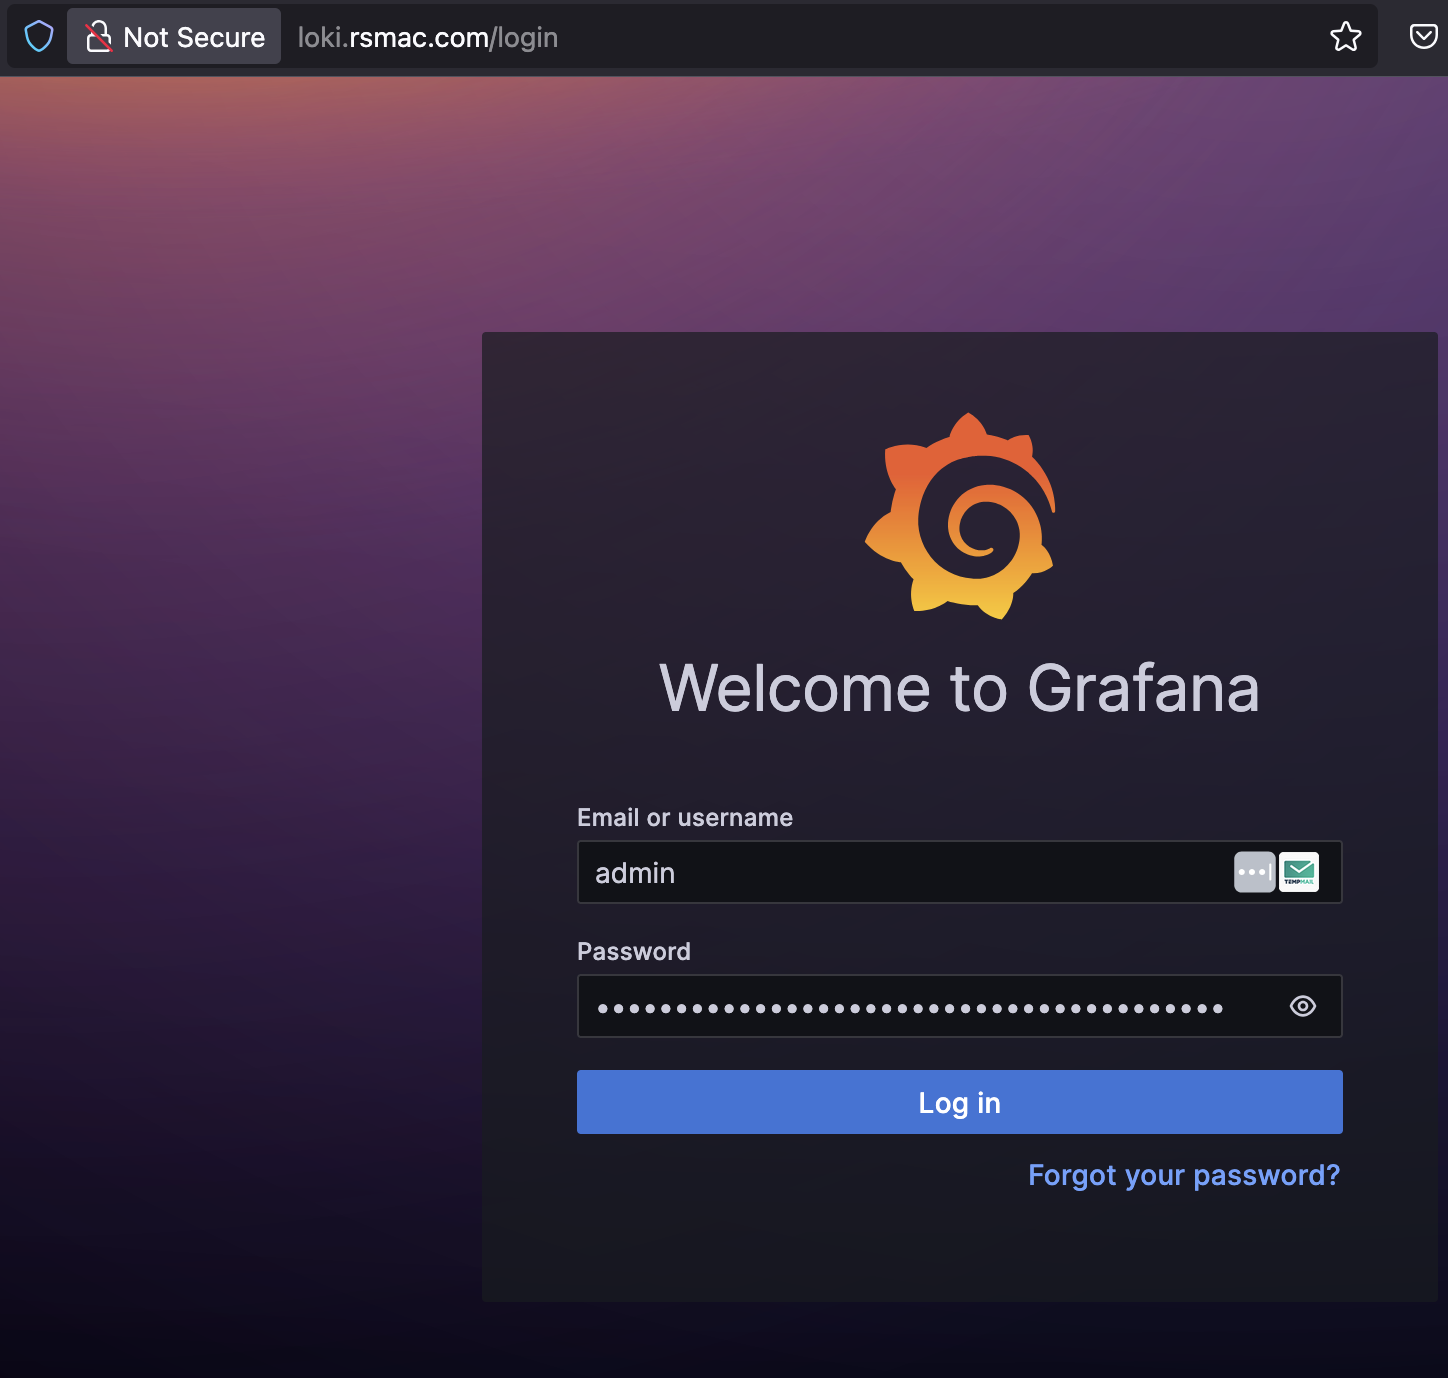 Not Secure loki.rsmac.com/login
Welcome to Grafana
Email or username
admin
TEMPMAIL
Password
••••••••••••••••••••••••••••••••••••••••
Log in
Forgot your password?